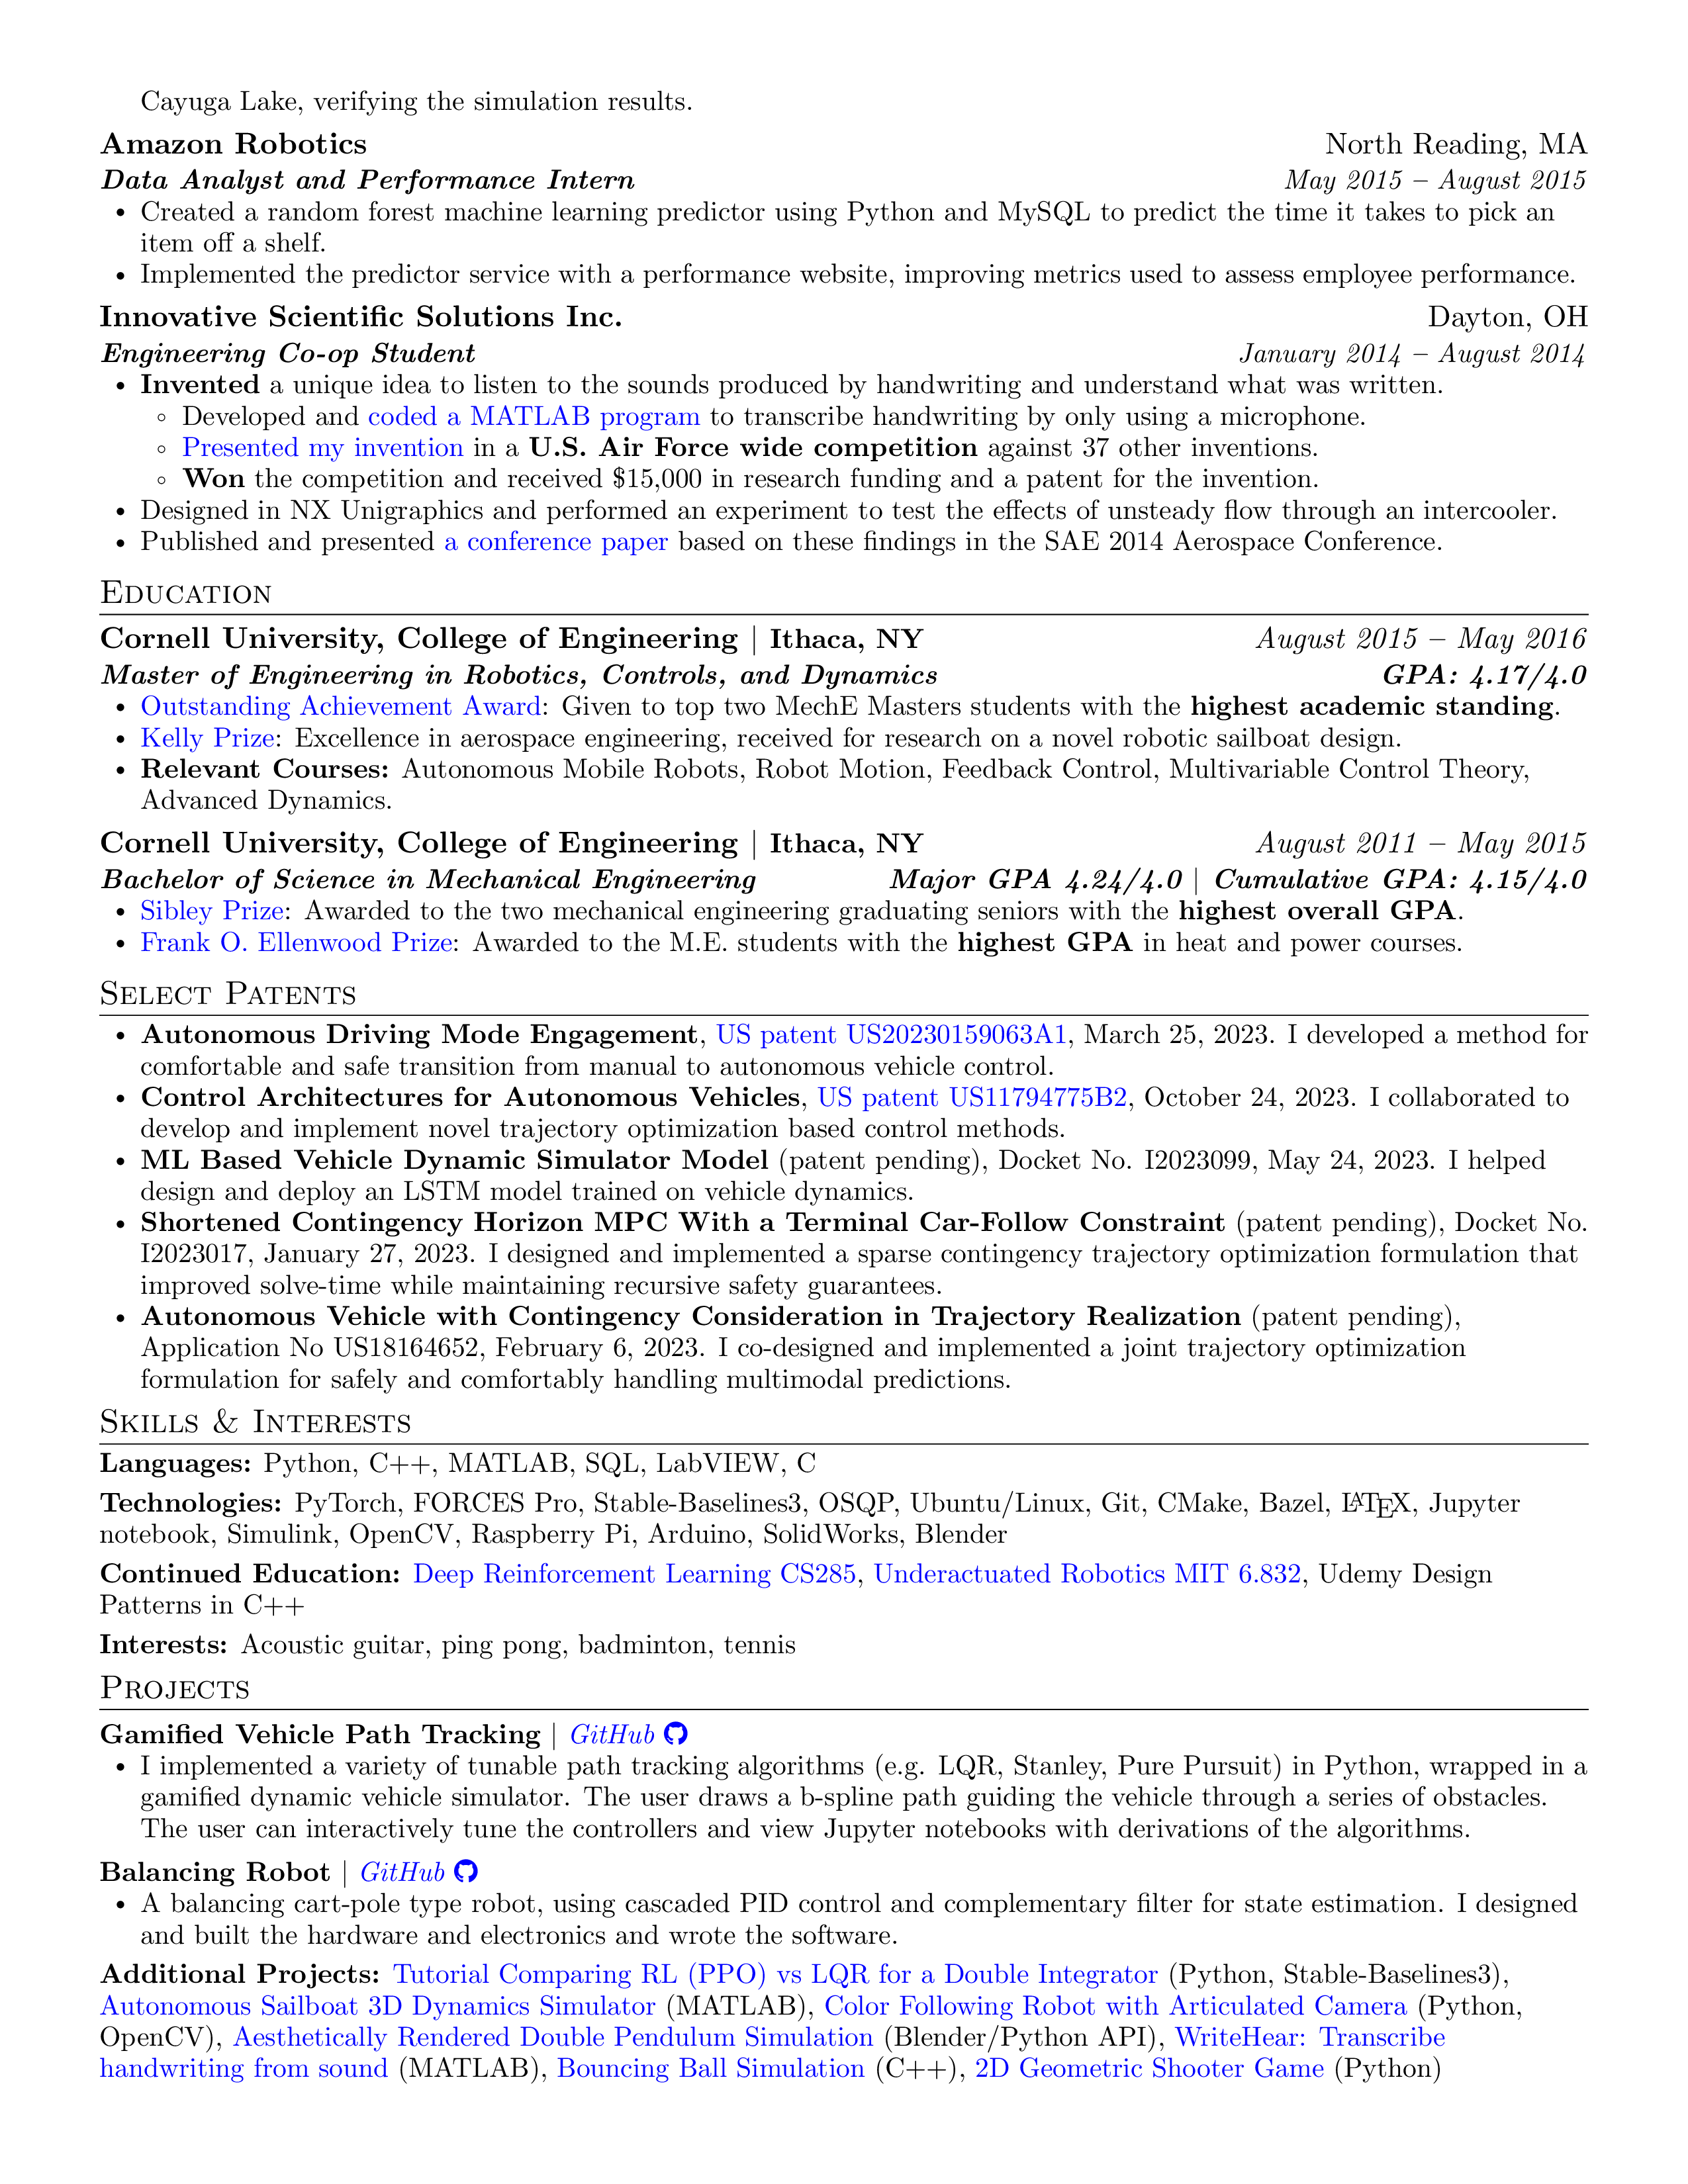 Cayuga Lake, verifying the simulation results.
Amazon Robotics North Reading, MA
Data Analyst and Performance Intern May 2015 – August 2015
• Created a random forest machine learning predictor using Python and MySQL to predict the time it takes to pick an
item off a shelf.
• Implemented the predictor service with a performance website, improving metrics used to assess employee performance.
Innovative Scientific Solutions Inc. Dayton, OH
Engineering Co-op Student January 2014 – August 2014
• Invented a unique idea to listen to the sounds produced by handwriting and understand what was written.
◦ Developed and coded a MATLAB program to transcribe handwriting by only using a microphone.
◦ Presented my invention in a U.S. Air Force wide competition against 37 other inventions.
◦ Won the competition and received $15,000 in research funding and a patent for the invention.
• Designed in NX Unigraphics and performed an experiment to test the effects of unsteady flow through an intercooler.
• Published and presented a conference paper based on these findings in the SAE 2014 Aerospace Conference.
Education
Cornell University, College of Engineering | Ithaca, NY August 2015 – May 2016
Master of Engineering in Robotics, Controls, and Dynamics GPA: 4.17/4.0
• Outstanding Achievement Award: Given to top two MechE Masters students with the highest academic standing.
• Kelly Prize: Excellence in aerospace engineering, received for research on a novel robotic sailboat design.
• Relevant Courses: Autonomous Mobile Robots, Robot Motion, Feedback Control, Multivariable Control Theory,
Advanced Dynamics.
Cornell University, College of Engineering | Ithaca, NY August 2011 – May 2015
Bachelor of Science in Mechanical Engineering Major GPA 4.24/4.0 | Cumulative GPA: 4.15/4.0
• Sibley Prize: Awarded to the two mechanical engineering graduating seniors with the highest overall GPA.
• Frank O. Ellenwood Prize: Awarded to the M.E. students with the highest GPA in heat and power courses.
Select Patents
• Autonomous Driving Mode Engagement, US patent US20230159063A1, March 25, 2023. I developed a method for
comfortable and safe transition from manual to autonomous vehicle control.
• Control Architectures for Autonomous Vehicles, US patent US11794775B2, October 24, 2023. I collaborated to
develop and implement novel trajectory optimization based control methods.
• ML Based Vehicle Dynamic Simulator Model (patent pending), Docket No. I2023099, May 24, 2023. I helped
design and deploy an LSTM model trained on vehicle dynamics.
• Shortened Contingency Horizon MPC With a Terminal Car-Follow Constraint (patent pending), Docket No.
I2023017, January 27, 2023. I designed and implemented a sparse contingency trajectory optimization formulation that
improved solve-time while maintaining recursive safety guarantees.
• Autonomous Vehicle with Contingency Consideration in Trajectory Realization (patent pending),
Application No US18164652, February 6, 2023. I co-designed and implemented a joint trajectory optimization
formulation for safely and comfortably handling multimodal predictions.
Skills & Interests
Languages: Python, C++, MATLAB, SQL, LabVIEW, C
Technologies: PyTorch, FORCES Pro, Stable-Baselines3, OSQP, Ubuntu/Linux, Git, CMake, Bazel, LATEX, Jupyter
notebook, Simulink, OpenCV, Raspberry Pi, Arduino, SolidWorks, Blender
Continued Education: Deep Reinforcement Learning CS285, Underactuated Robotics MIT 6.832, Udemy Design
Patterns in C++
Interests: Acoustic guitar, ping pong, badminton, tennis
Projects
Gamified Vehicle Path Tracking | GitHub
• I implemented a variety of tunable path tracking algorithms (e.g. LQR, Stanley, Pure Pursuit) in Python, wrapped in a
gamified dynamic vehicle simulator. The user draws a b-spline path guiding the vehicle through a series of obstacles.
The user can interactively tune the controllers and view Jupyter notebooks with derivations of the algorithms.
Balancing Robot | GitHub
• A balancing cart-pole type robot, using cascaded PID control and complementary filter for state estimation. I designed
and built the hardware and electronics and wrote the software.
Additional Projects: Tutorial Comparing RL (PPO) vs LQR for a Double Integrator (Python, Stable-Baselines3),
Autonomous Sailboat 3D Dynamics Simulator (MATLAB), Color Following Robot with Articulated Camera (Python,
OpenCV), Aesthetically Rendered Double Pendulum Simulation (Blender/Python API), WriteHear: Transcribe
handwriting from sound (MATLAB), Bouncing Ball Simulation (C++), 2D Geometric Shooter Game (Python)